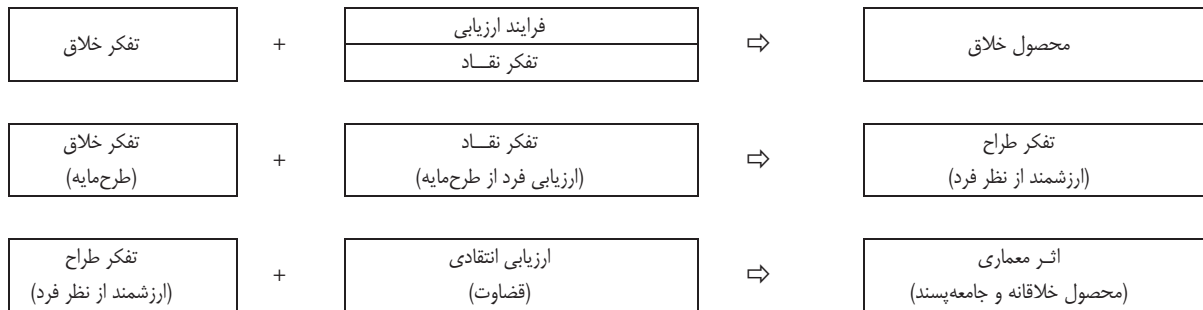 تفکر خلاق
+
فرایند ارزیابی
تفکر نقــاد
⇨
محصول خلاق
تفکر خلاق
(طرح‌مایه)
+
تفکر نقــاد
(ارزیابی فرد از طرح‌مایه)
⇨
تفکر طراح
(ارزشمند از نظر فرد)
تفکر طراح
(ارزشمند از نظر فرد)
+
ارزیابی انتقادی
(قضاوت)
⇨
اثـر معماری
(محصول خلاقانه و جامعه‌پسند)